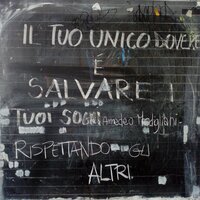 IL TUO UNICO DOVERE
È
SALVARE I
TUOI SOGNI
Amedeo Modigliani
RISPETTANDO GLI
ALTRI.